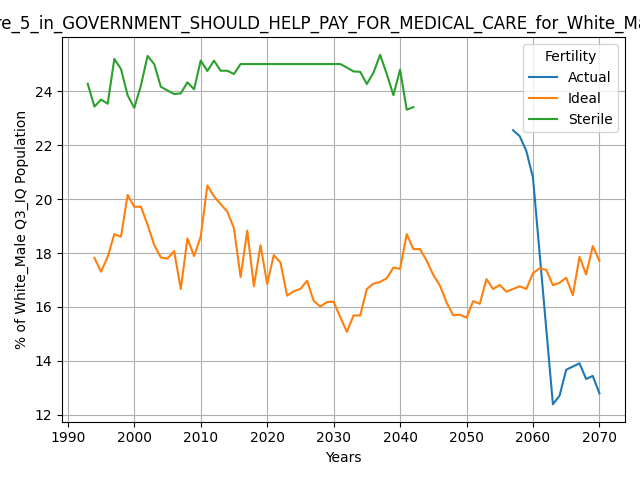 re_5_in_GOVERNMENT_SHOULD_HELP_PAY_FOR_MEDICAL_CARE_for_White_Ma
Fertility
Actual
Ideal
Sterile
% of White_Male Q3_IQ Population
24
22
20
18
16
14
12
1990 2000 2010 2020 2030 2040 2050 2060 2070
Years